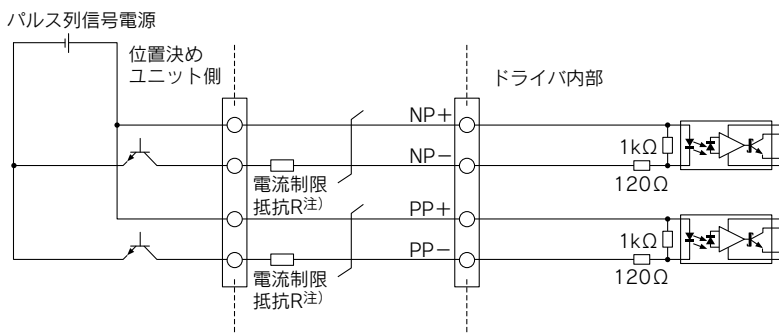 パルス列信号電源
位置決め
ユニット側
ドライバ内部
NP+
NP−
1kΩ
120Ω
電流制限
抵抗R注)
PP+
PP−
1kΩ
120Ω
電流制限
抵抗R注)